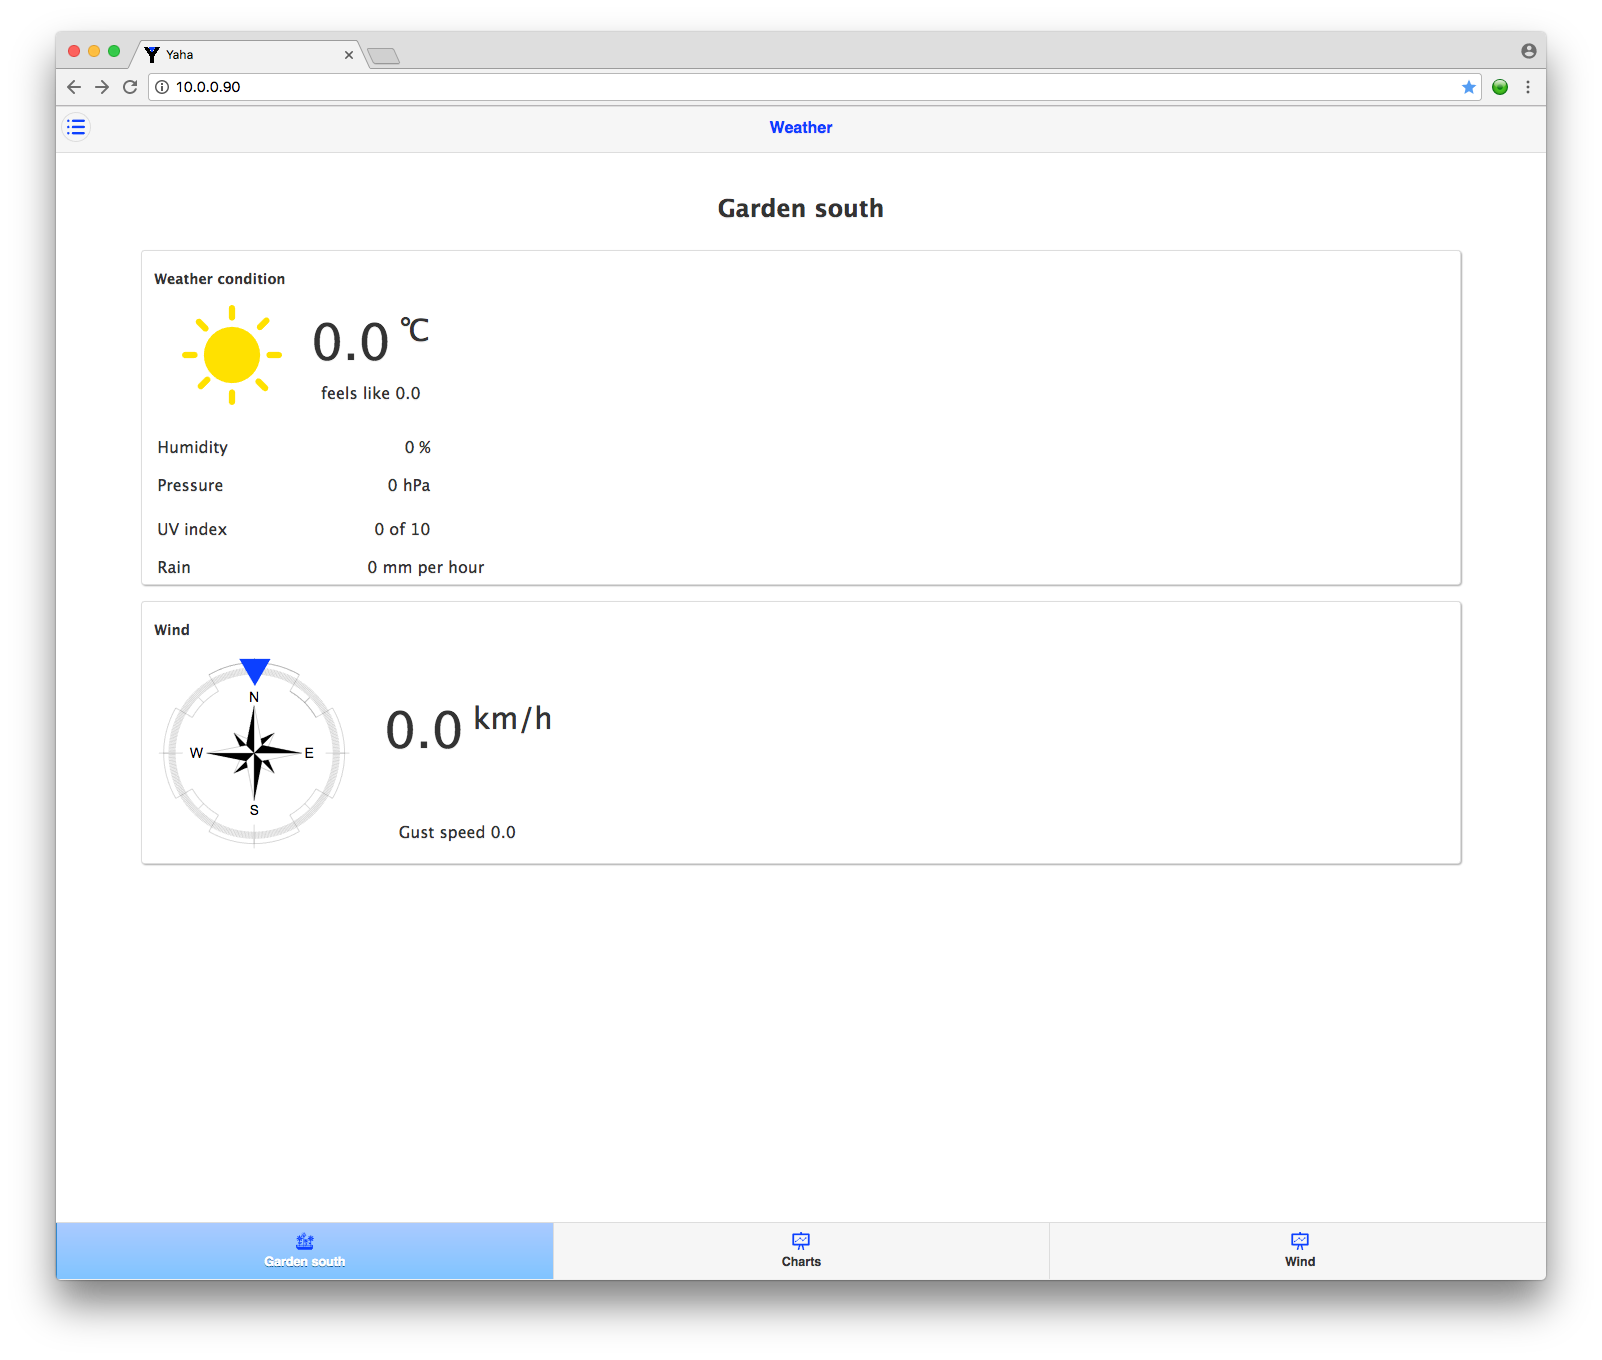 Yaha
10.0.0.90
Weather
Garden south
Weather condition
0.0 °C
feels like 0.0
Humidity 0 %
Pressure 0 hPa
UV index 0 of 10
Rain 0 mm per hour
Wind
N
W E
S
0.0 km/h
Gust speed 0.0
Garden south Charts Wind